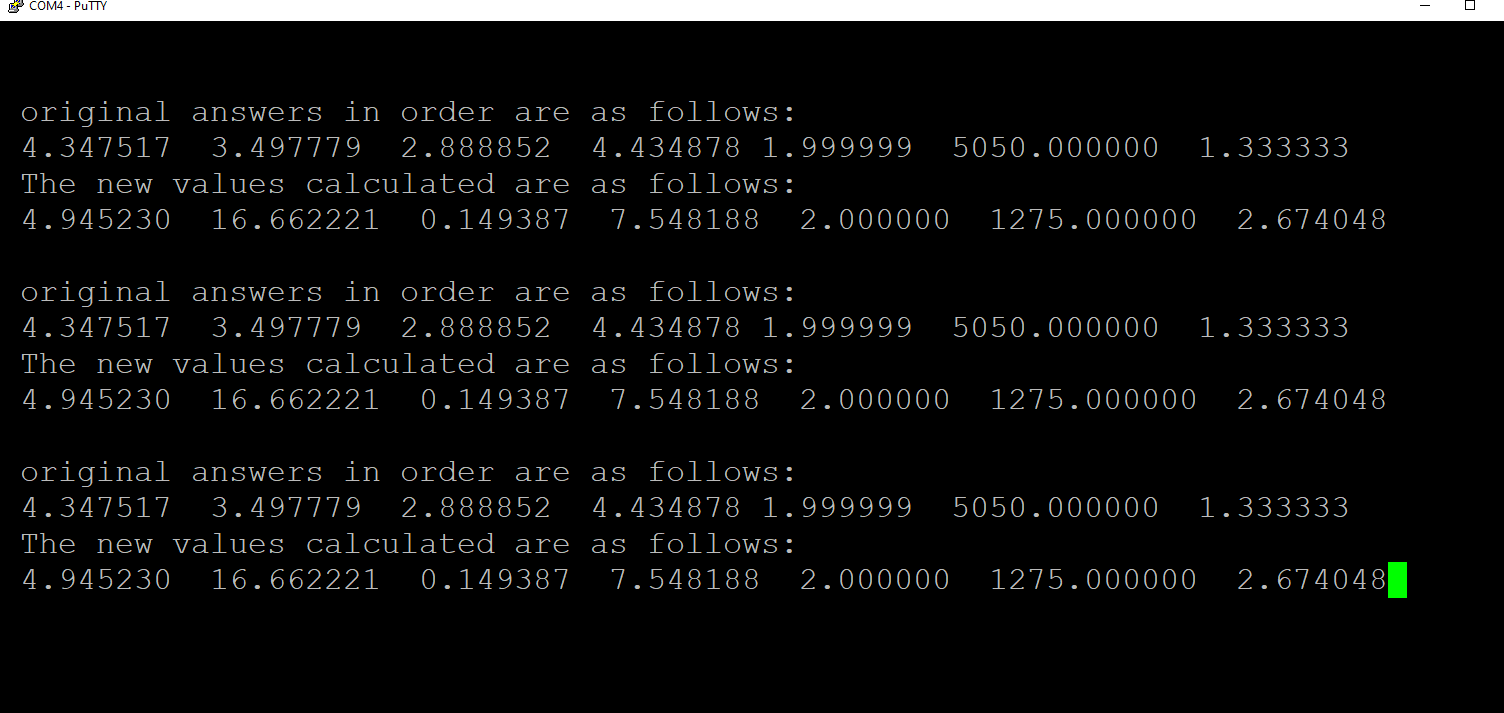 COM4 - PuTTY
original answers in order are as follows:
4.347517  3.497779  2.888852  4.434878 1.999999  5050.000000  1.333333
The new values calculated are as follows:
4.945230  16.662221  0.149387  7.548188  2.000000  1275.000000  2.674048
original answers in order are as follows:
4.347517  3.497779  2.888852  4.434878 1.999999  5050.000000  1.333333
The new values calculated are as follows:
4.945230  16.662221  0.149387  7.548188  2.000000  1275.000000  2.674048
original answers in order are as follows:
4.347517  3.497779  2.888852  4.434878 1.999999  5050.000000  1.333333
The new values calculated are as follows:
4.945230  16.662221  0.149387  7.548188  2.000000  1275.000000  2.674048